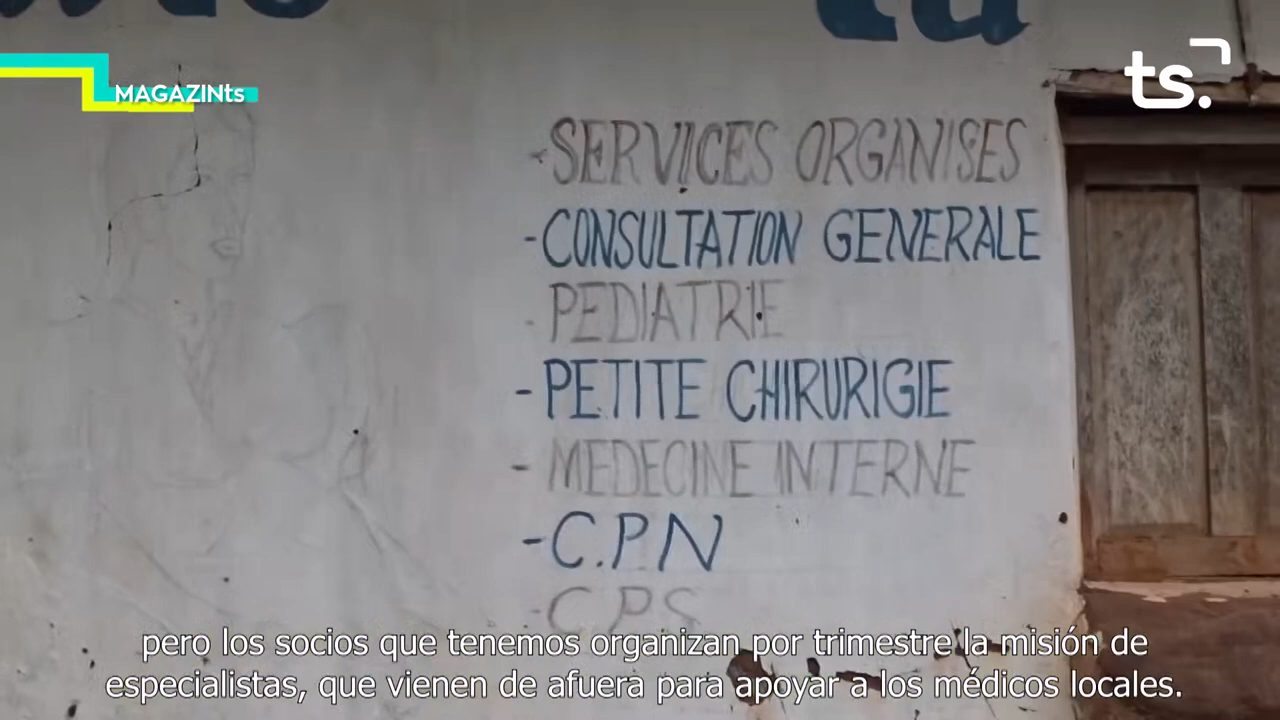 MAGAZINts
ts.
-SERVICES ORGANISES
-CONSULTATION GENERALE
-PEDIATRIE
-PETITE CHIRURIGIE
-MEDECINE INTERNE
-C.P.N
-C.P.S
pero los socios que tenemos organizan por trimestre la misión de
especialistas, que vienen de afuera para apoyar a los médicos locales.